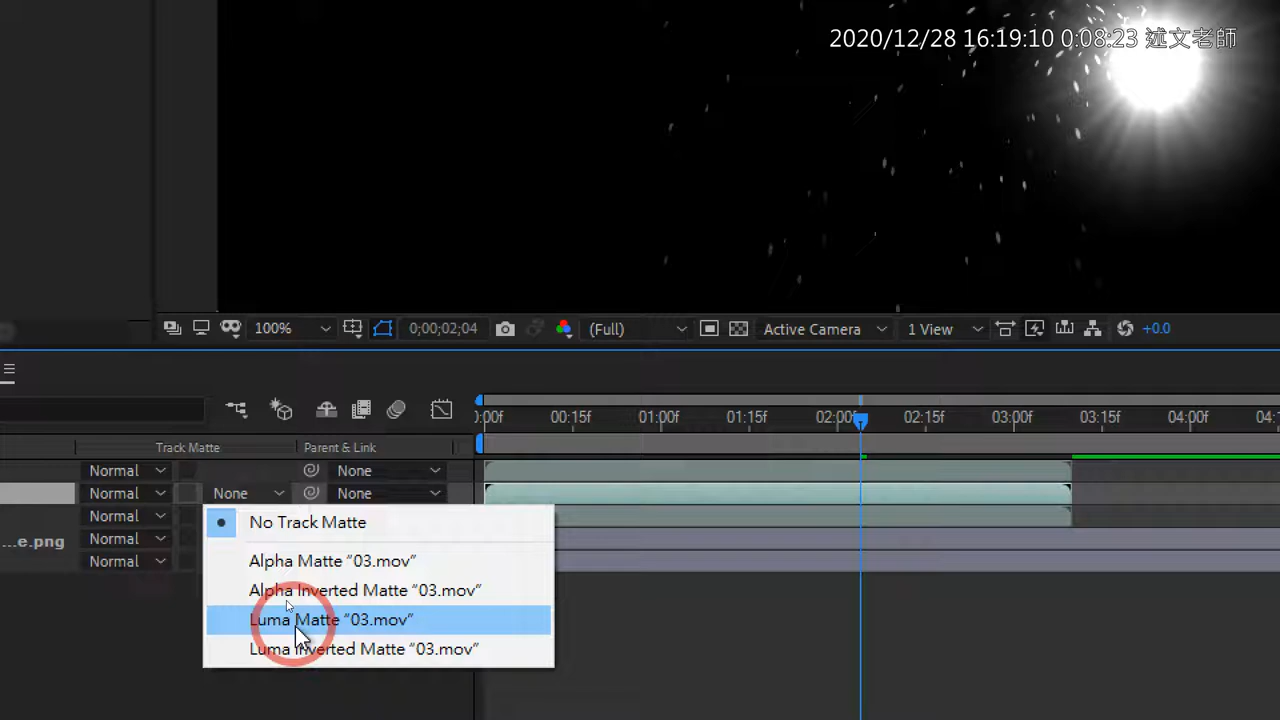 2020/12/28 16:19:10 0:08:23 述文老師
100% 0;00;02;04 (Full) Active Camera 1 View +0.0
:00f 00:15f 01:00f 01:15f 02:00f 02:15f 03:00f 03:15f 04:00f 04:
Track Matte Parent & Link
Normal None
Normal None None
Normal
...e.png Normal
Normal
No Track Matte
Alpha Matte "03.mov"
Alpha Inverted Matte "03.mov"
Luma Matte "03.mov"
Luma Inverted Matte "03.mov"